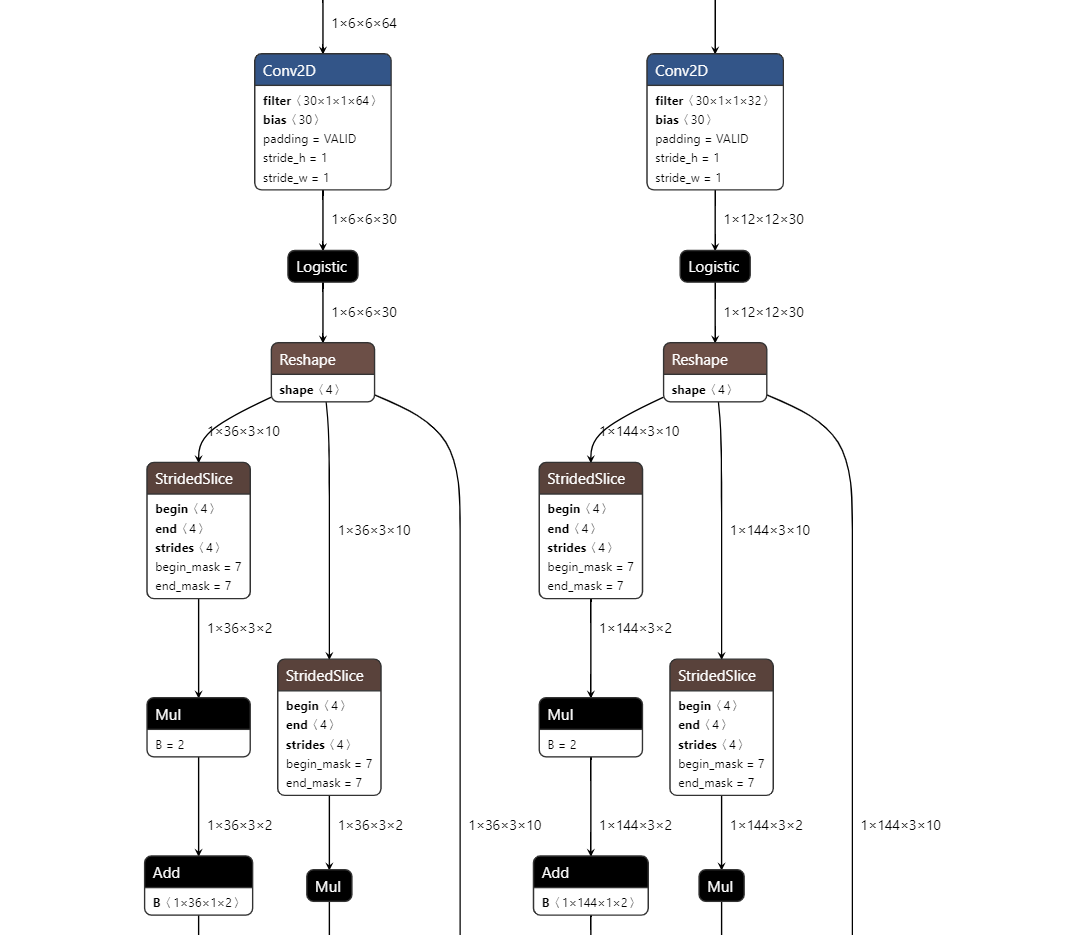 1×6×6×64
Conv2D
filter〈30×1×1×64〉
bias〈30〉
padding = VALID
stride_h = 1
stride_w = 1
1×6×6×30
Logistic
1×6×6×30
Reshape
shape〈4〉
1×36×3×10
StridedSlice
begin〈4〉
end〈4〉
strides〈4〉
begin_mask = 7
end_mask = 7
1×36×3×10
1×36×3×2
StridedSlice
begin〈4〉
end〈4〉
strides〈4〉
begin_mask = 7
end_mask = 7
Mul
B = 2
1×36×3×2
1×36×3×2
1×36×3×10
Add
B〈1×36×1×2〉
Mul
Conv2D
filter〈30×1×1×32〉
bias〈30〉
padding = VALID
stride_h = 1
stride_w = 1
1×12×12×30
Logistic
1×12×12×30
Reshape
shape〈4〉
1×144×3×10
StridedSlice
begin〈4〉
end〈4〉
strides〈4〉
begin_mask = 7
end_mask = 7
1×144×3×10
1×144×3×2
StridedSlice
begin〈4〉
end〈4〉
strides〈4〉
begin_mask = 7
end_mask = 7
Mul
B = 2
1×144×3×2
1×144×3×2
1×144×3×10
Add
B〈1×144×1×2〉
Mul